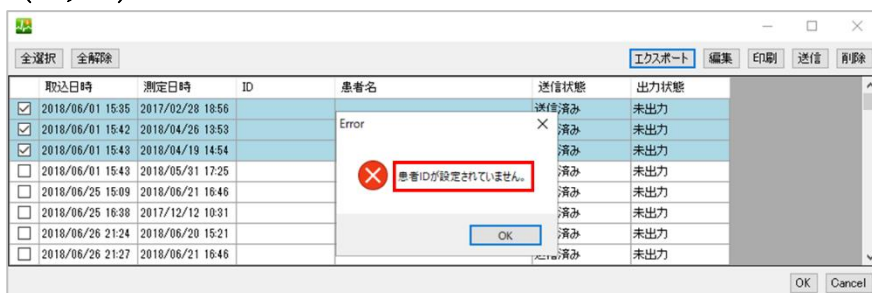 全選択 全解除 エクスポート 編集 印刷 送信 削除
取込日時 測定日時 ID 患者名 送信状態 出力状態
2018/06/01 15:35 2017/02/28 18:56 送信済み 未出力
2018/06/01 15:42 2018/04/26 13:53 済み 未出力
2018/06/01 15:43 2018/04/19 14:54 済み 未出力
2018/06/01 15:43 2018/05/31 17:25 済み 未出力
2018/06/25 15:09 2018/06/21 16:46 済み 未出力
2018/06/25 16:38 2017/12/12 10:31 済み 未出力
2018/06/26 21:24 2018/06/20 15:21 済み 未出力
2018/06/26 21:27 2018/06/21 16:46 送信済み 未出力
Error
患者IDが設定されていません。
OK
OK Cancel